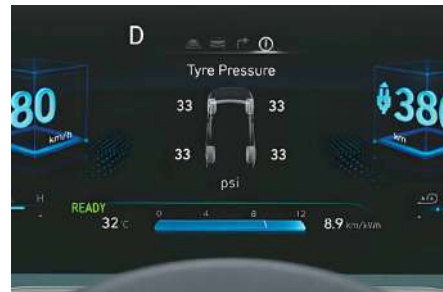 D
Tyre Pressure
33 33
80
km/h
380
km
33 33
psi
H
READY
32°C
0 4 8 12
8.9 km/kWh